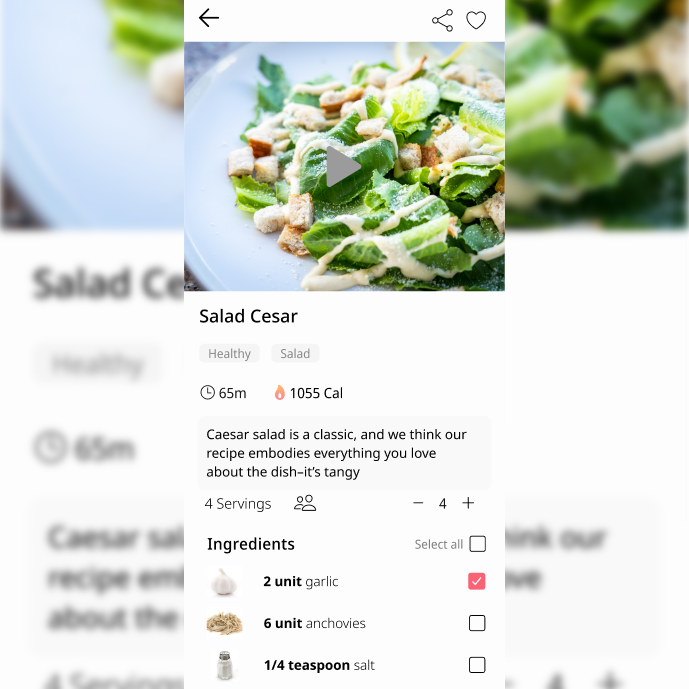 Salad Cesar
Healthy Salad
65m 1055 Cal
Caesar salad is a classic, and we think our
recipe embodies everything you love
about the dish–it's tangy
4 Servings 4
Ingredients Select all
2 unit garlic
6 unit anchovies
1/4 teaspoon salt